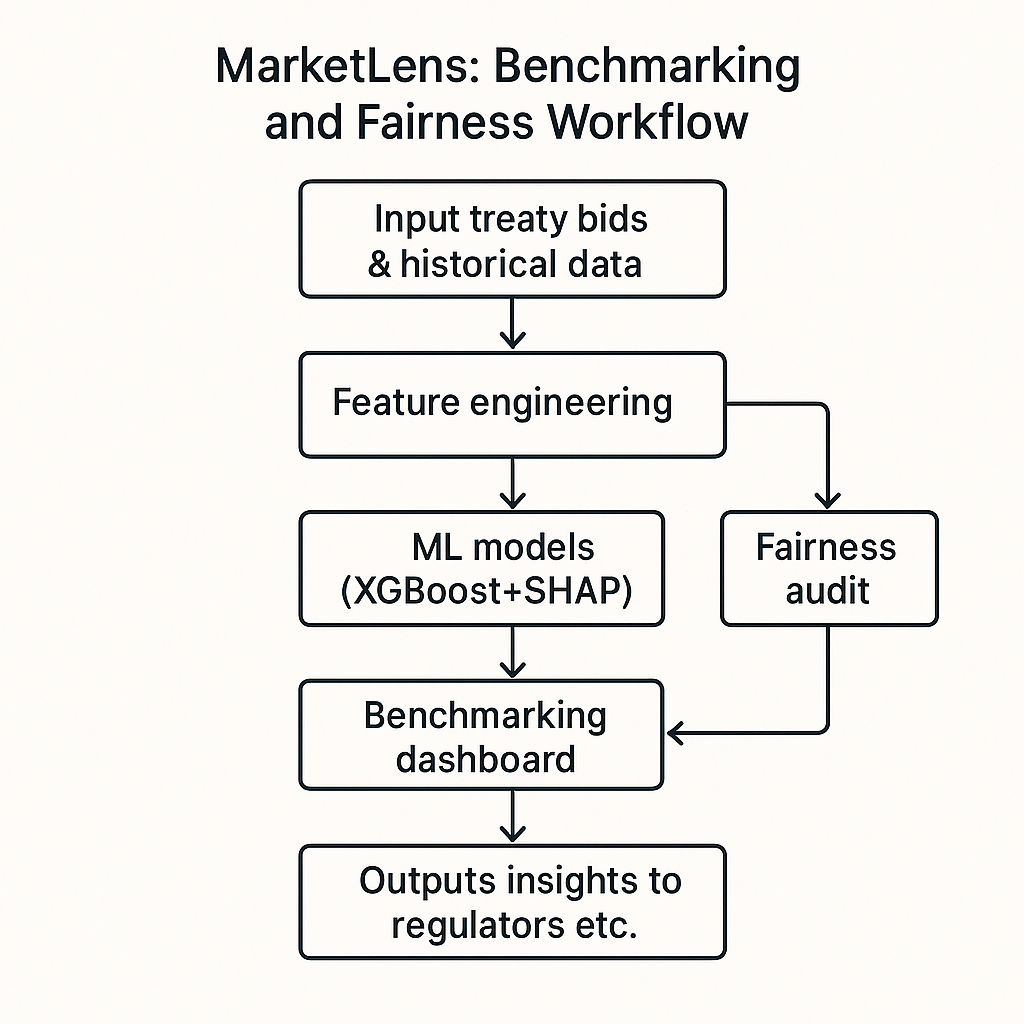 MarketLens: Benchmarking
and Fairness Workflow
Input treaty bids
& historical data
Feature engineering
ML models
(XGBoost+SHAP)
Fairness
audit
Benchmarking
dashboard
Outputs insights to
regulators etc.